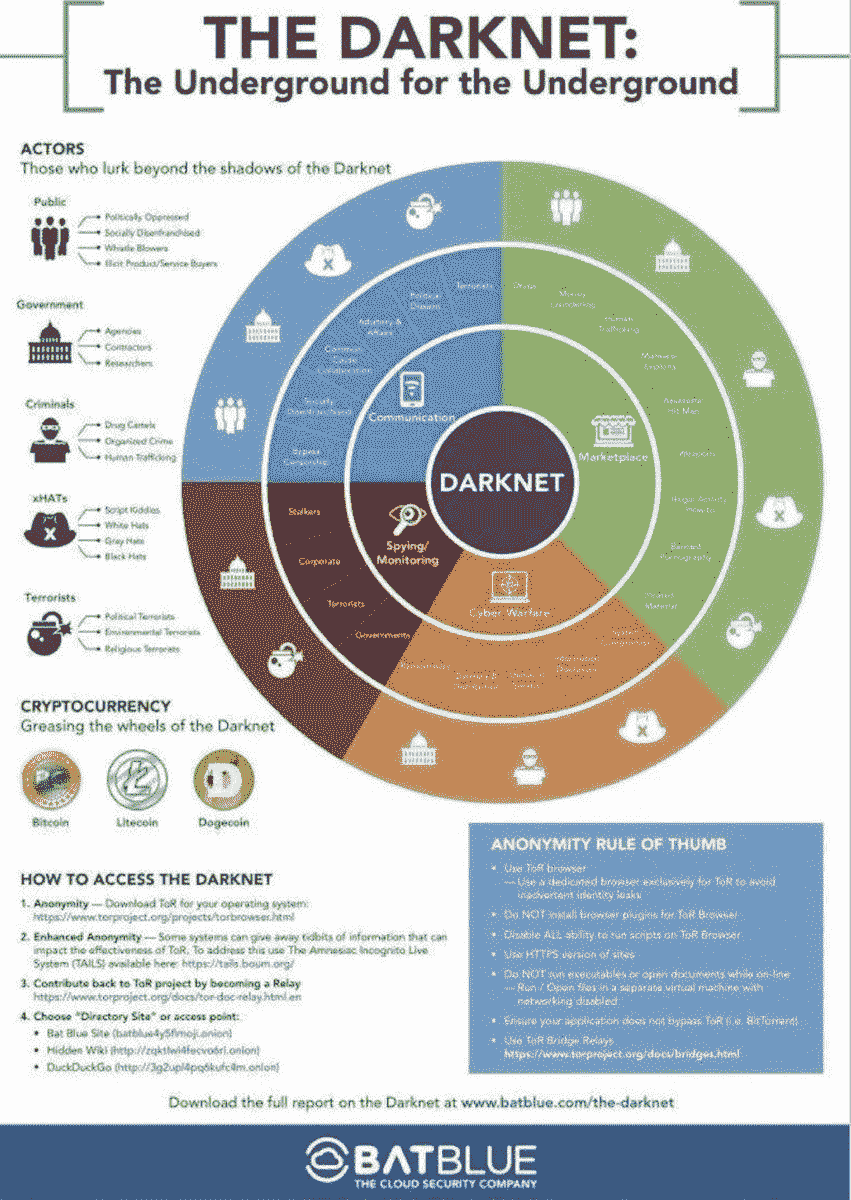 THE DARKNET:
The Underground for the Underground
ACTORS
Those who lurk beyond the shadows of the Darknet
Public
Politically Oppressed
Socially Disenfranchised
Whistle Blowers
Illicit Product/Service Buyers
Government
Agencies
Contractors
Researchers
Criminals
Drug Cartels
Organized Crime
Human Trafficking
xHATs
Script Kiddies
White Hats
Gray Hats
Black Hats
Terrorists
Political Terrorists
Environmental Terrorists
Religious Terrorists
DARKNET
Communication
Terrorists
Political
Adultery &
Affairs
Common
Cause
Collaboration
Socially
Disenfranchised
Bypass
Censorship
Marketplace
Drugs
Money
Laundering
Human
Trafficking
Malware
Exploits
Hit Man
Weapons
Illegal Activity
How-to
Banned
Pornography
Material
Cyber Warfare
Spying/
Monitoring
Stalkers
Corporate
Terrorists
Governments
CRYPTOCURRENCY
Greasing the wheels of the Darknet
Bitcoin
Litecoin
Dogecoin
HOW TO ACCESS THE DARKNET
1. Anonymity — Download ToR for your operating system:
https://www.torproject.org/projects/torbrowser.html
2. Enhanced Anonymity — Some systems can give away tidbits of information that can
impact the effectiveness of ToR. To address this use The Amnesiac Incognito Live
System (TAILS) available here: https://tails.boum.org/
3. Contribute back to ToR project by becoming a Relay
https://www.torproject.org/docs/tor-doc-relay.html.en
4. Choose "Directory Site" or access point:
• Bat Blue Site (batblue4y5flmoji.onion)
• Hidden Wiki (http://zqktlwi4fecvo6ri.onion)
• DuckDuckGo (http://3g2upl4pq6kufc4m.onion)
ANONYMITY RULE OF THUMB
• Use ToR browser
— Use a dedicated browser exclusively for ToR to avoid
inadvertent identity leaks
• Do NOT install browser plugins for ToR Browser
• Disable ALL ability to run scripts on ToR Browser
• Use HTTPS version of sites
• Do NOT run executables or open documents while on-line
— Run / Open files in a separate virtual machine with
networking disabled
• Ensure your application does not bypass ToR (i.e. BitTorrent)
• Use ToR Bridge Relays
https://www.torproject.org/docs/bridges.html
Download the full report on the Darknet at www.batblue.com/the-darknet
BATBLUE
THE CLOUD SECURITY COMPANY